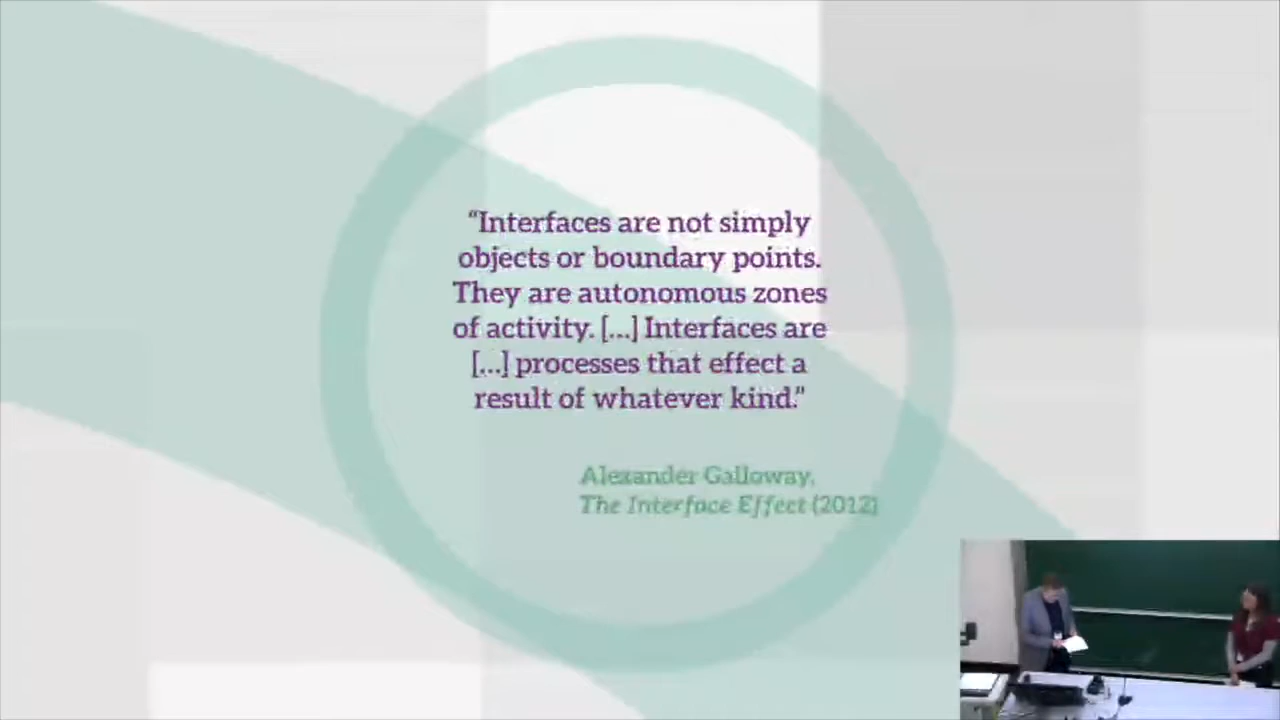 “Interfaces are not simply
objects or boundary points.
They are autonomous zones
of activity. [...] Interfaces are
[...] processes that effect a
result of whatever kind.”
Alexander Galloway,
The Interface Effect (2012)